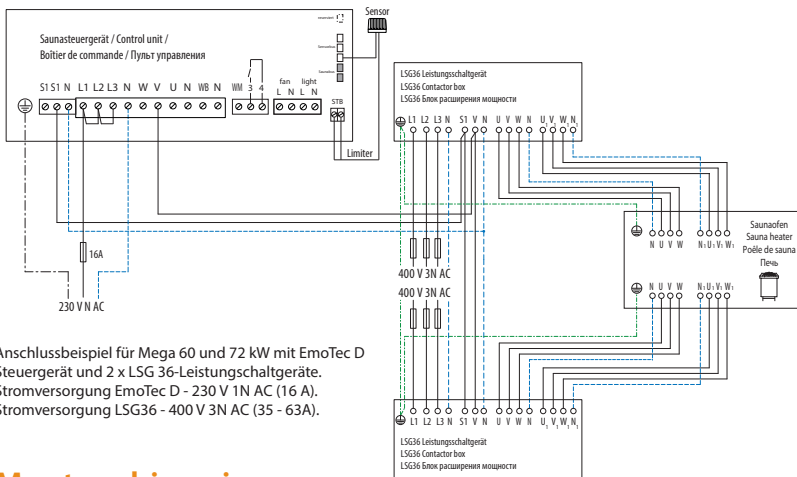 reserviert
Sensor
Saunasteuergerät / Control unit /
Boîtier de commande / Пульт управления
S1 S1 N L1 L2 L3 N W V U N WB N WM 3 4
fan light
L N L N
STB
Limiter
16A
230 V N AC
LSG36 Leistungsschaltgerät
LSG36 Contactor box
LSG36 Блок расширения мощности
L1 L2 L3 N S1 V N U V W N U1 V1 W1 N1
400 V 3N AC
400 V 3N AC
N U V W N1 U1 V1 W1
Saunaofen
Sauna heater
Poêle de sauna
Печь
N U V W N1 U1 V1 W1
L1 L2 L3 N S1 V N U V W N U1 V1 W1 N1
LSG36 Leistungsschaltgerät
LSG36 Contactor box
LSG36 Блок расширения мощности
Anschlussbeispiel für Mega 60 und 72 kW mit EmoTec D
Steuergerät und 2 x LSG 36-Leistungsschaltgeräte.
Stromversorgung EmoTec D - 230 V 1N AC (16 A).
Stromversorgung LSG36 - 400 V 3N AC (35 - 63A).